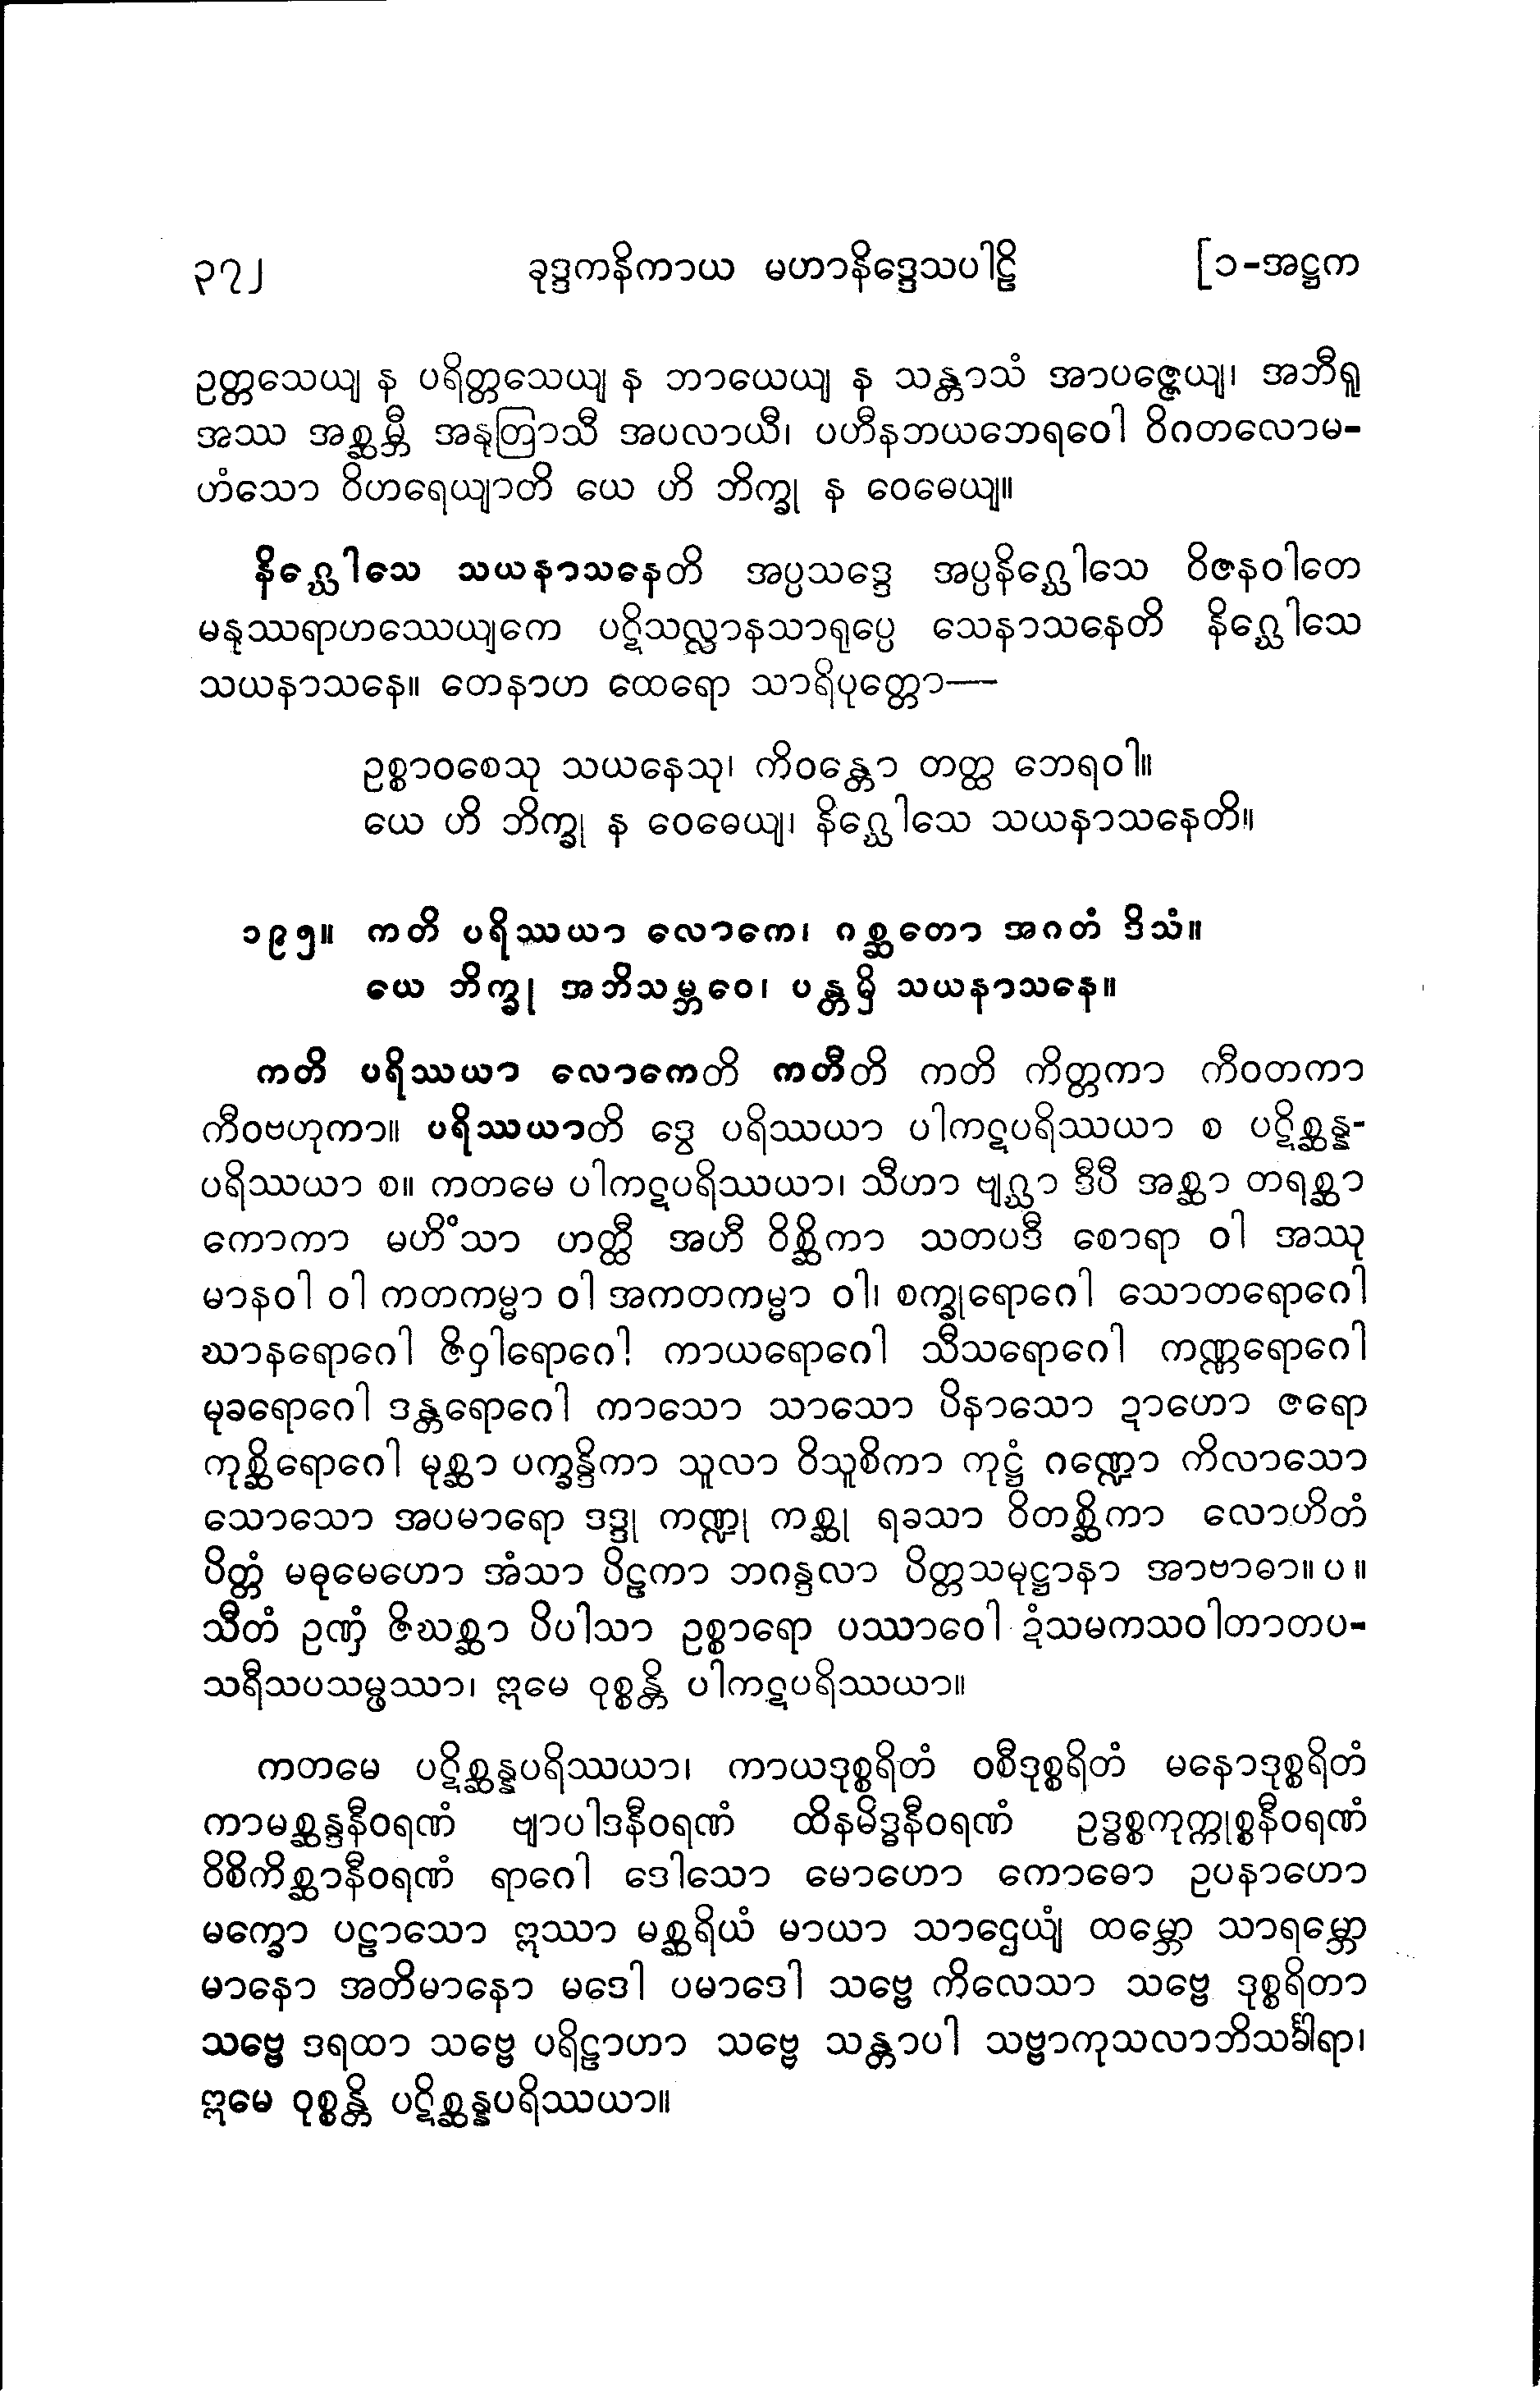 ၃၇၂ ခုဒ္ဒကနိကာယ မဟာနိဒ္ဒေသပါဠိ [၁-အဋ္ဌက
ဥတ္တသေယျ န ပရိတ္တသေယျ န ဘာယေယျ န သန္တာသံ အာပဇ္ဇေယျ၊ အဘီရူ
အဿ အစ္ဆမ္ဘီ အနုတြာသီ အပလာယီ၊ ပဟီနဘယဘေရဝေါ ဝိဂတလောမ-
ဟံသော ဝိဟရေယျာတိ ယေ ဟိ ဘိက္ခု န ဝေဓေယျ။
နိဂ္ဃေါသေ သယနာသနေတိ အပ္ပသဒ္ဒေ အပ္ပနိဂ္ဃေါသေ ဝိဇနဝါတေ
မနုဿရာဟဿေယျကေ ပဋိသလ္လာနသာရုပ္ပေ သေနာသနေတိ နိဂ္ဃေါသေ
သယနာသနေ။ တေနာဟ ထေရော သာရိပုတ္တော—
ဥစ္စာဝစေသု သယနေသု၊ ကိဝန္တော တတ္ထ ဘေရဝါ။
ယေ ဟိ ဘိက္ခု န ဝေဓေယျ၊ နိဂ္ဃေါသေ သယနာသနေတိ။
၁၉၅။ ကတိ ပရိဿယာ လောကေ၊ ဂစ္ဆတော အဂတံ ဒိသံ။
ယေ ဘိက္ခု အဘိသမ္ဘဝေ၊ ပန္တမှိ သယနာသနေ။
ကတိ ပရိဿယာ လောကေတိ ကတီတိ ကတိ ကိတ္တကာ ကီဝတကာ
ကီဝဗဟုကာ။ ပရိဿယာတိ ဒွေ ပရိဿယာ ပါကဋပရိဿယာ စ ပဋိစ္ဆန္န-
ပရိဿယာ စ။ ကတမေ ပါကဋပရိဿယာ၊ သီဟာ ဗျဂ္ဃာ ဒီပီ အစ္ဆာ တရစ္ဆာ
ကောကာ မဟိံသာ ဟတ္ထီ အဟီ ဝိစ္ဆိကာ သတပဒီ စောရာ ဝါ အဿု
မာနဝါ ဝါ ကတကမ္မာ ဝါ အကတကမ္မာ ဝါ၊ စက္ခုရောဂေါ သောတရောဂေါ
ဃာနရောဂေါ ဇိဝှါရောဂေါ ကာယရောဂေါ သီသရောဂေါ ကဏ္ဏရောဂေါ
မုခရောဂေါ ဒန္တရောဂေါ ကာသော သာသော ပိနာသော ဍာဟော ဇရော
ကုစ္ဆိရောဂေါ မုစ္ဆာ ပက္ခန္ဒိကာ သူလာ ဝိသူစိကာ ကုဋ္ဌံ ဂဏ္ဍော ကိလာသော
သောသော အပမာရော ဒဒ္ဒု ကဏ္ဍု ကစ္ဆု ရခသာ ဝိတစ္ဆိကာ လောဟိတံ
ပိတ္တံ မဓုမေဟော အံသာ ပိဠကာ ဘဂန္ဒလာ ပိတ္တသမုဋ္ဌာနာ အာဗာဓာ။ ပ ။
သီတံ ဥဏှံ ဇိဃစ္ဆာ ပိပါသာ ဥစ္စာရော ပဿာဝေါ ဍံသမကသဝါတာတပ-
သရီသပသမ္ဖဿာ၊ ဣမေ ဝုစ္စန္တိ ပါကဋပရိဿယာ။
ကတမေ ပဋိစ္ဆန္နပရိဿယာ၊ ကာယဒုစ္စရိတံ ဝစီဒုစ္စရိတံ မနောဒုစ္စရိတံ
ကာမစ္ဆန္ဒနီဝရဏံ ဗျာပါဒနီဝရဏံ ထိနမိဒ္ဓနီဝရဏံ ဥဒ္ဓစ္စကုက္ကုစ္စနီဝရဏံ
ဝိစိကိစ္ဆာနီဝရဏံ ရာဂေါ ဒေါသော မောဟော ကောဓော ဥပနာဟော
မက္ခော ပဠာသော ဣဿာ မစ္ဆရိယံ မာယာ သာဌေယျံ ထမ္ဘော သာရမ္ဘော
မာနော အတိမာနော မဒေါ ပမာဒေါ သဗ္ဗေ ကိလေသာ သဗ္ဗေ ဒုစ္စရိတာ
သဗ္ဗေ ဒရထာ သဗ္ဗေ ပရိဠာဟာ သဗ္ဗေ သန္တာပါ သဗ္ဗာကုသလာဘိသင်္ခါရာ၊
ဣမေ ဝုစ္စန္တိ ပဋိစ္ဆန္နပရိဿယာ။